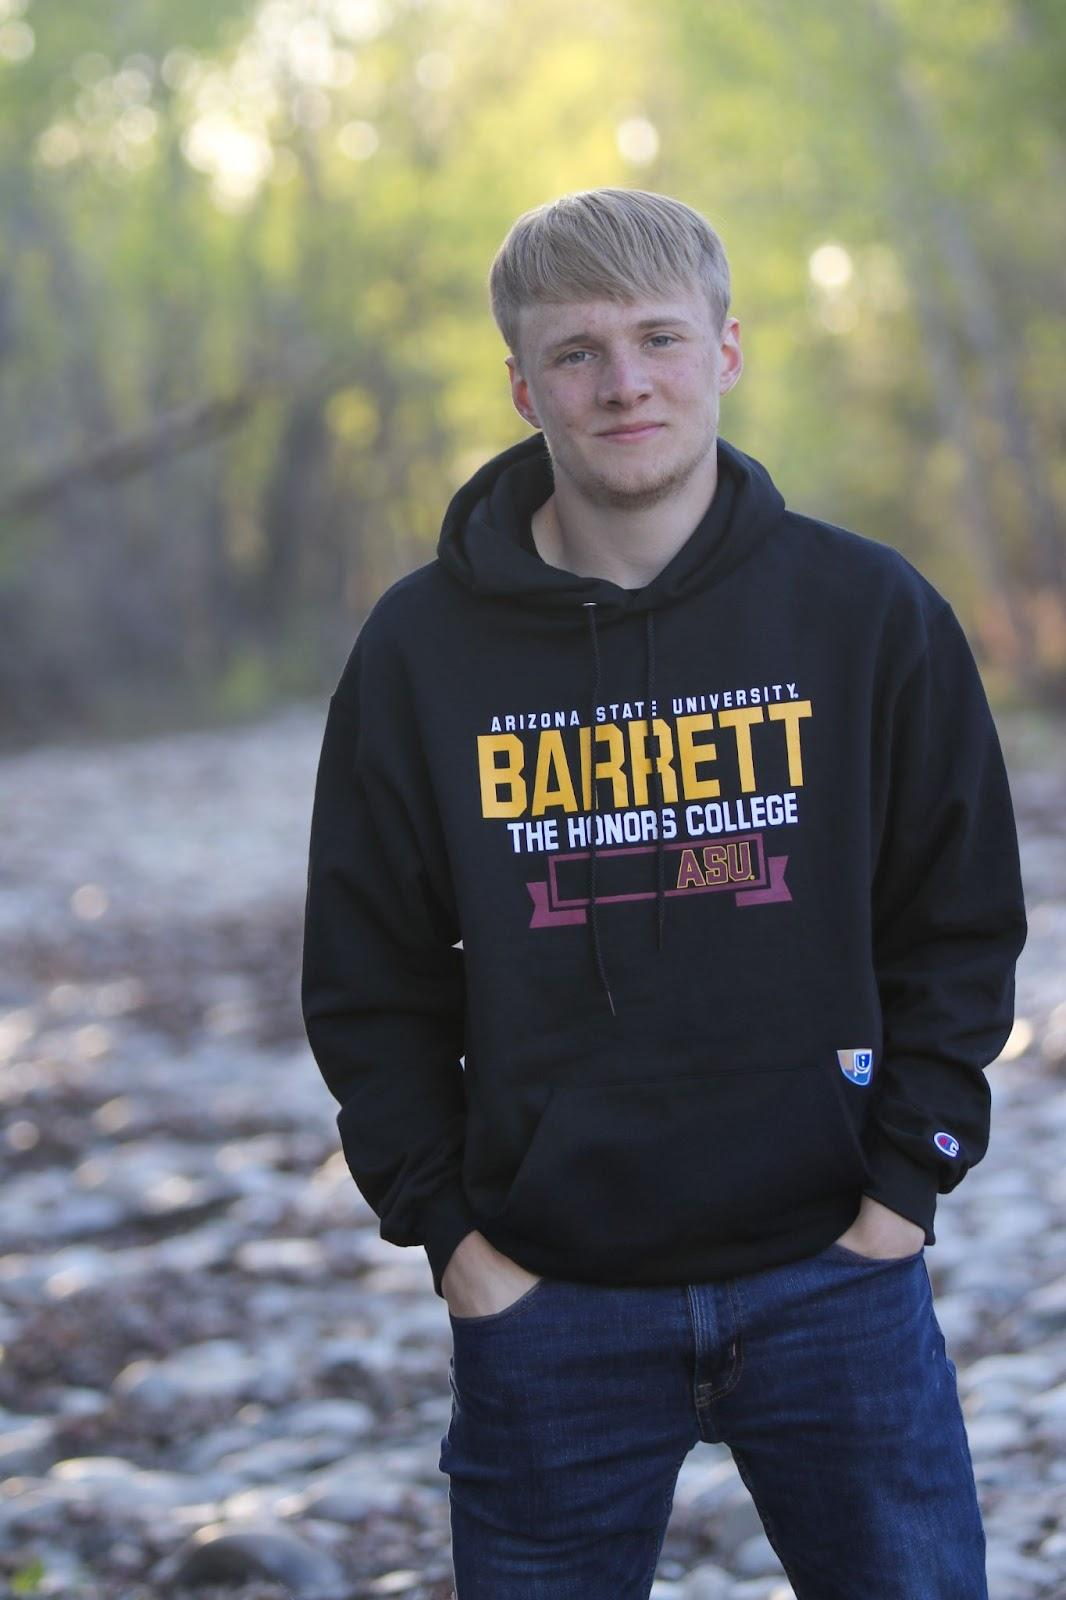 ARIZONA STATE UNIVERSITY.
BARRETT
THE HONORS COLLEGE
ASU